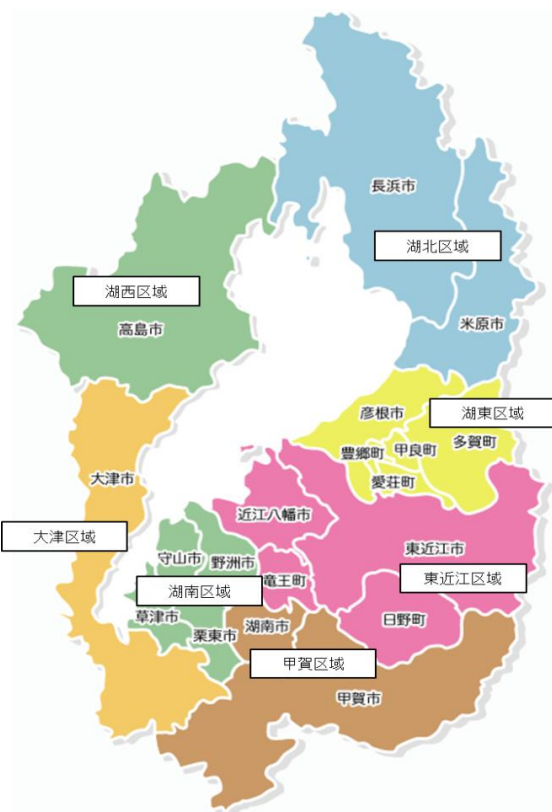 長浜市
湖北区域
湖西区域
高島市
米原市
彦根市
湖東区域
豊郷町
甲良町
多賀町
愛荘町
大津市
近江八幡市
大津区域
守山市
野洲市
東近江市
竜王町
湖南区域
東近江区域
草津市
栗東市
湖南市
日野町
甲賀区域
甲賀市